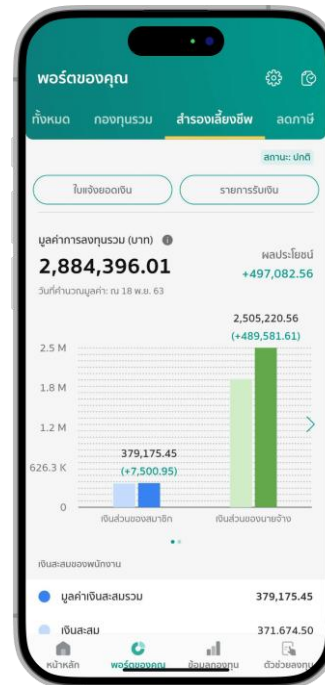 พอร์ตของคุณ
ทั้งหมด กองทุนรวม สำรองเลี้ยงชีพ ลดภาษี
สถานะ: ปกติ
ใบแจ้งยอดเงิน รายการรับเงิน
มูลค่าการลงทุนรวม (บาท)
ผลประโยชน์
2,884,396.01
+497,082.56
วันที่คำนวณมูลค่า: ณ 18 พ.ย. 63
2,505,220.56
(+489,581.61)
2.5 M
1.8 M
1.2 M
379,175.45
626.3 K
(+7,500.95)
0
เงินส่วนของสมาชิก เงินส่วนของนายจ้าง
เงินสะสมของพนักงาน
มูลค่าเงินสะสมรวม 379,175.45
เงินสะสม 371,674.50
หน้าหลัก พอร์ตของคุณ ข้อมูลกองทุน ตัวช่วยลงทุน